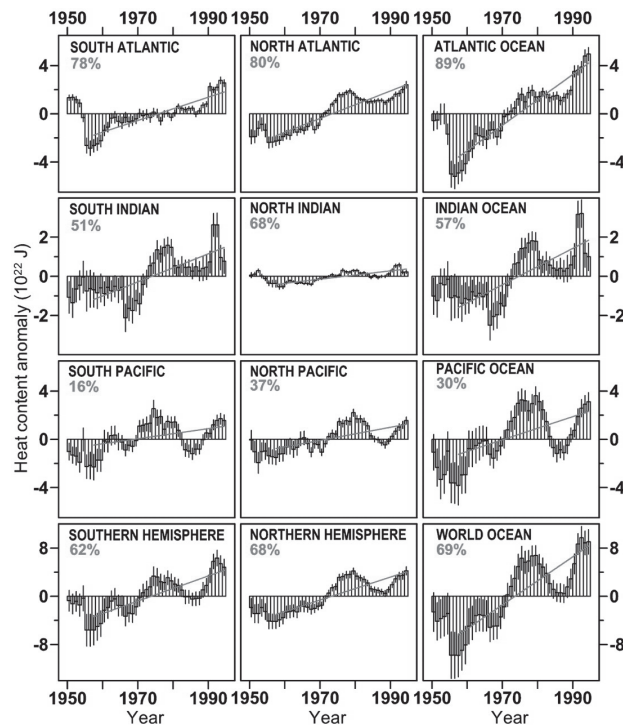 1950 1970 1990 1950 1970 1990 1950 1970 1990
SOUTH ATLANTIC
78%
NORTH ATLANTIC
80%
ATLANTIC OCEAN
89%
4
0
-4
4
0
-4
SOUTH INDIAN
51%
NORTH INDIAN
68%
INDIAN OCEAN
57%
2
0
-2
2
0
-2
Heat content anomaly (10²² J)
SOUTH PACIFIC
16%
NORTH PACIFIC
37%
PACIFIC OCEAN
30%
4
0
-4
4
0
-4
SOUTHERN HEMISPHERE
62%
NORTHERN HEMISPHERE
68%
WORLD OCEAN
69%
8
0
-8
8
0
-8
1950 1970 1990 1950 1970 1990 1950 1970 1990
Year Year Year